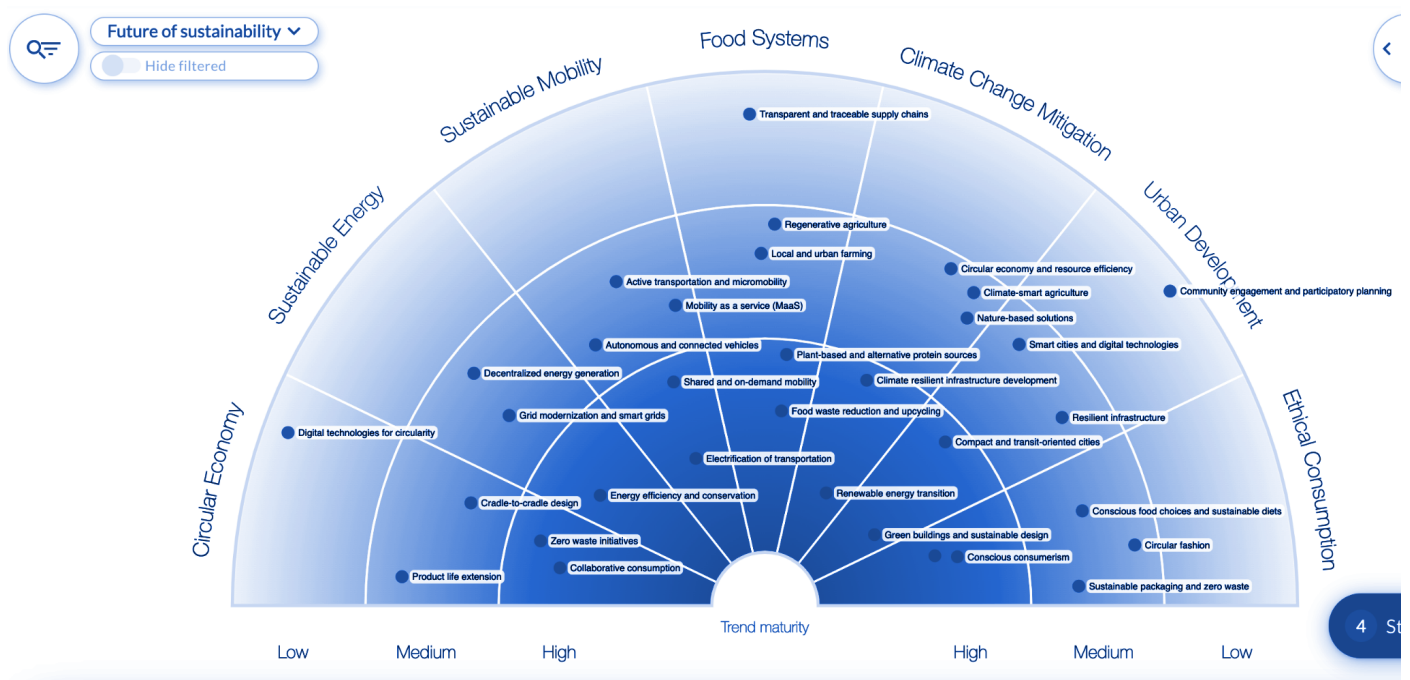 Future of sustainability
Hide filtered
Food Systems
Sustainable Mobility
Climate Change Mitigation
Sustainable Energy
Urban Development
Circular Economy
Ethical Consumption
Transparent and traceable supply chains
Regenerative agriculture
Local and urban farming
Circular economy and resource efficiency
Active transportation and micromobility
Climate-smart agriculture
Community engagement and participatory planning
Mobility as a service (MaaS)
Nature-based solutions
Autonomous and connected vehicles
Smart cities and digital technologies
Plant-based and alternative protein sources
Decentralized energy generation
Shared and on-demand mobility
Climate resilient infrastructure development
Grid modernization and smart grids
Food waste reduction and upcycling
Resilient infrastructure
Digital technologies for circularity
Compact and transit-oriented cities
Electrification of transportation
Energy efficiency and conservation
Renewable energy transition
Cradle-to-cradle design
Conscious food choices and sustainable diets
Zero waste initiatives
Green buildings and sustainable design
Circular fashion
Conscious consumerism
Collaborative consumption
Product life extension
Sustainable packaging and zero waste
Trend maturity
4 St
Low Medium High High Medium Low